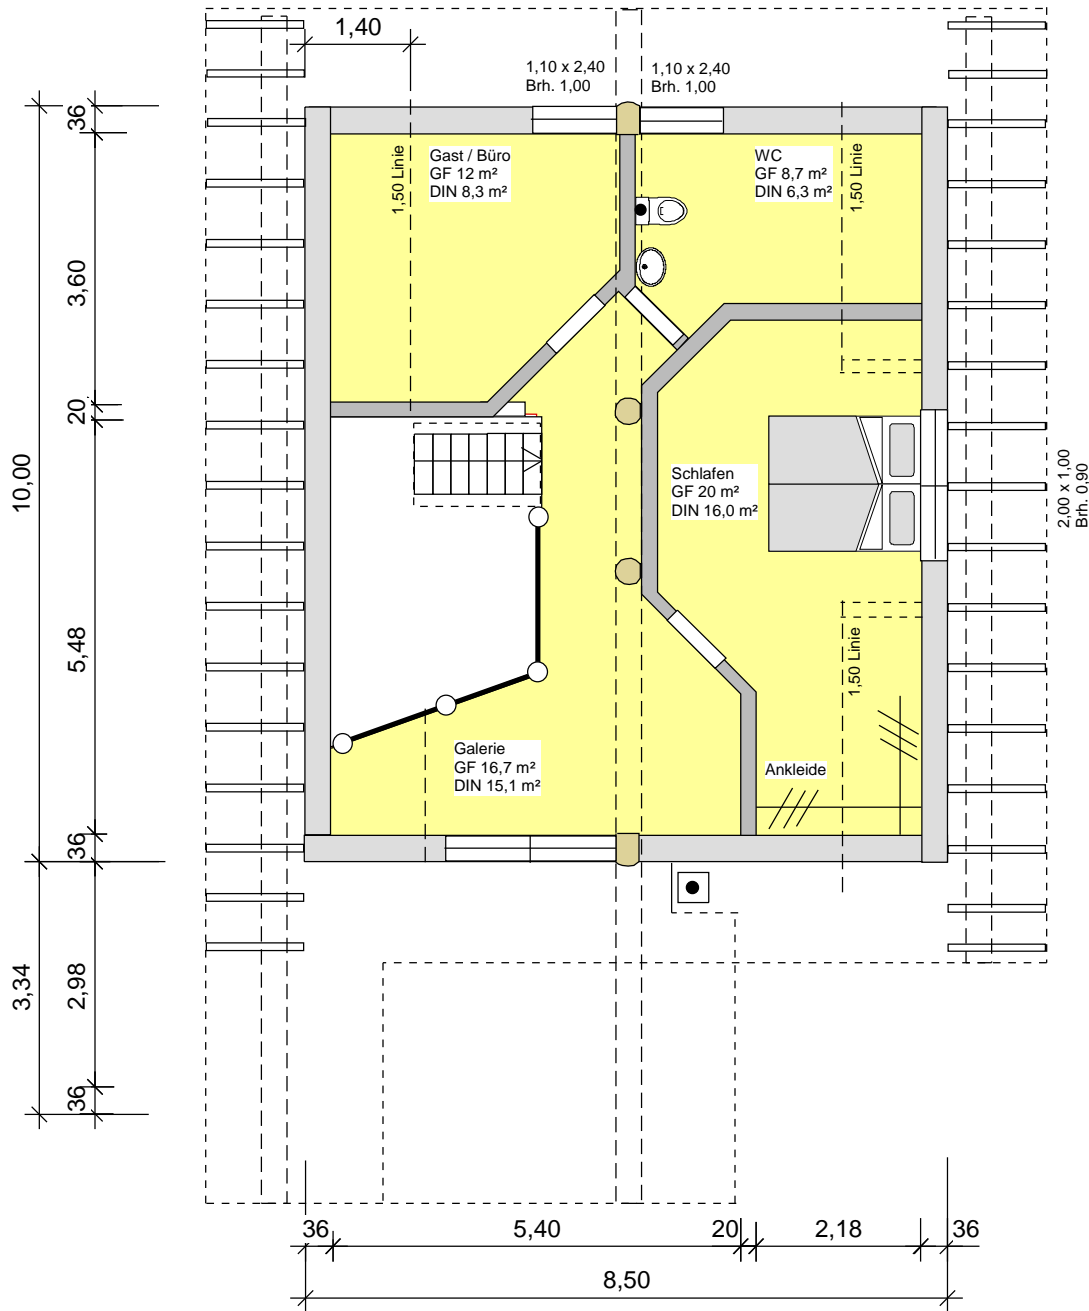 1,40
1,10 x 2,40
Brh. 1,00
1,10 x 2,40
Brh. 1,00
36
3,60
20
10,00
5,48
36
3,34
2,98
36
1,50 Linie
Gast / Büro
GF 12 m²
DIN 8,3 m²
WC
GF 8,7 m²
DIN 6,3 m²
1,50 Linie
Schlafen
GF 20 m²
DIN 16,0 m²
2,00 x 1,00
Brh. 0,90
1,50 Linie
Galerie
GF 16,7 m²
DIN 15,1 m²
Ankleide
36
5,40
20
2,18
36
8,50